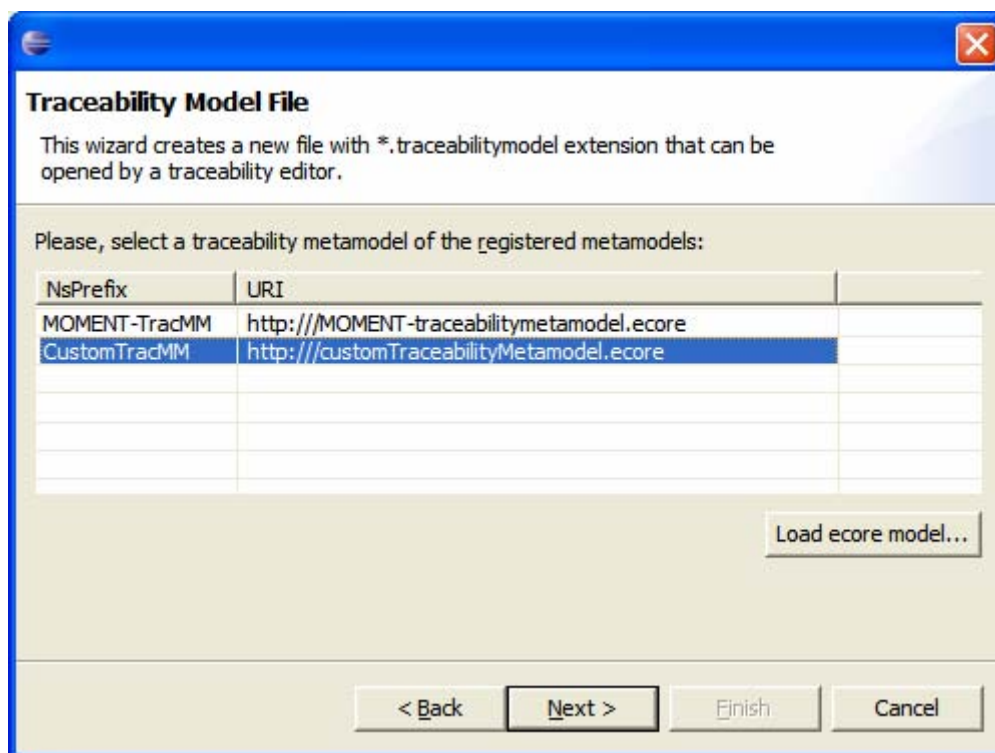 Traceability Model File
This wizard creates a new file with *.traceabilitymodel extension that can be
opened by a traceability editor.
Please, select a traceability metamodel of the registered metamodels:
NsPrefix URI
MOMENT-TracMM http:///MOMENT-traceabilitymetamodel.ecore
CustomTracMM http:///customTraceabilityMetamodel.ecore
Load ecore model...
< Back Next > Finish Cancel